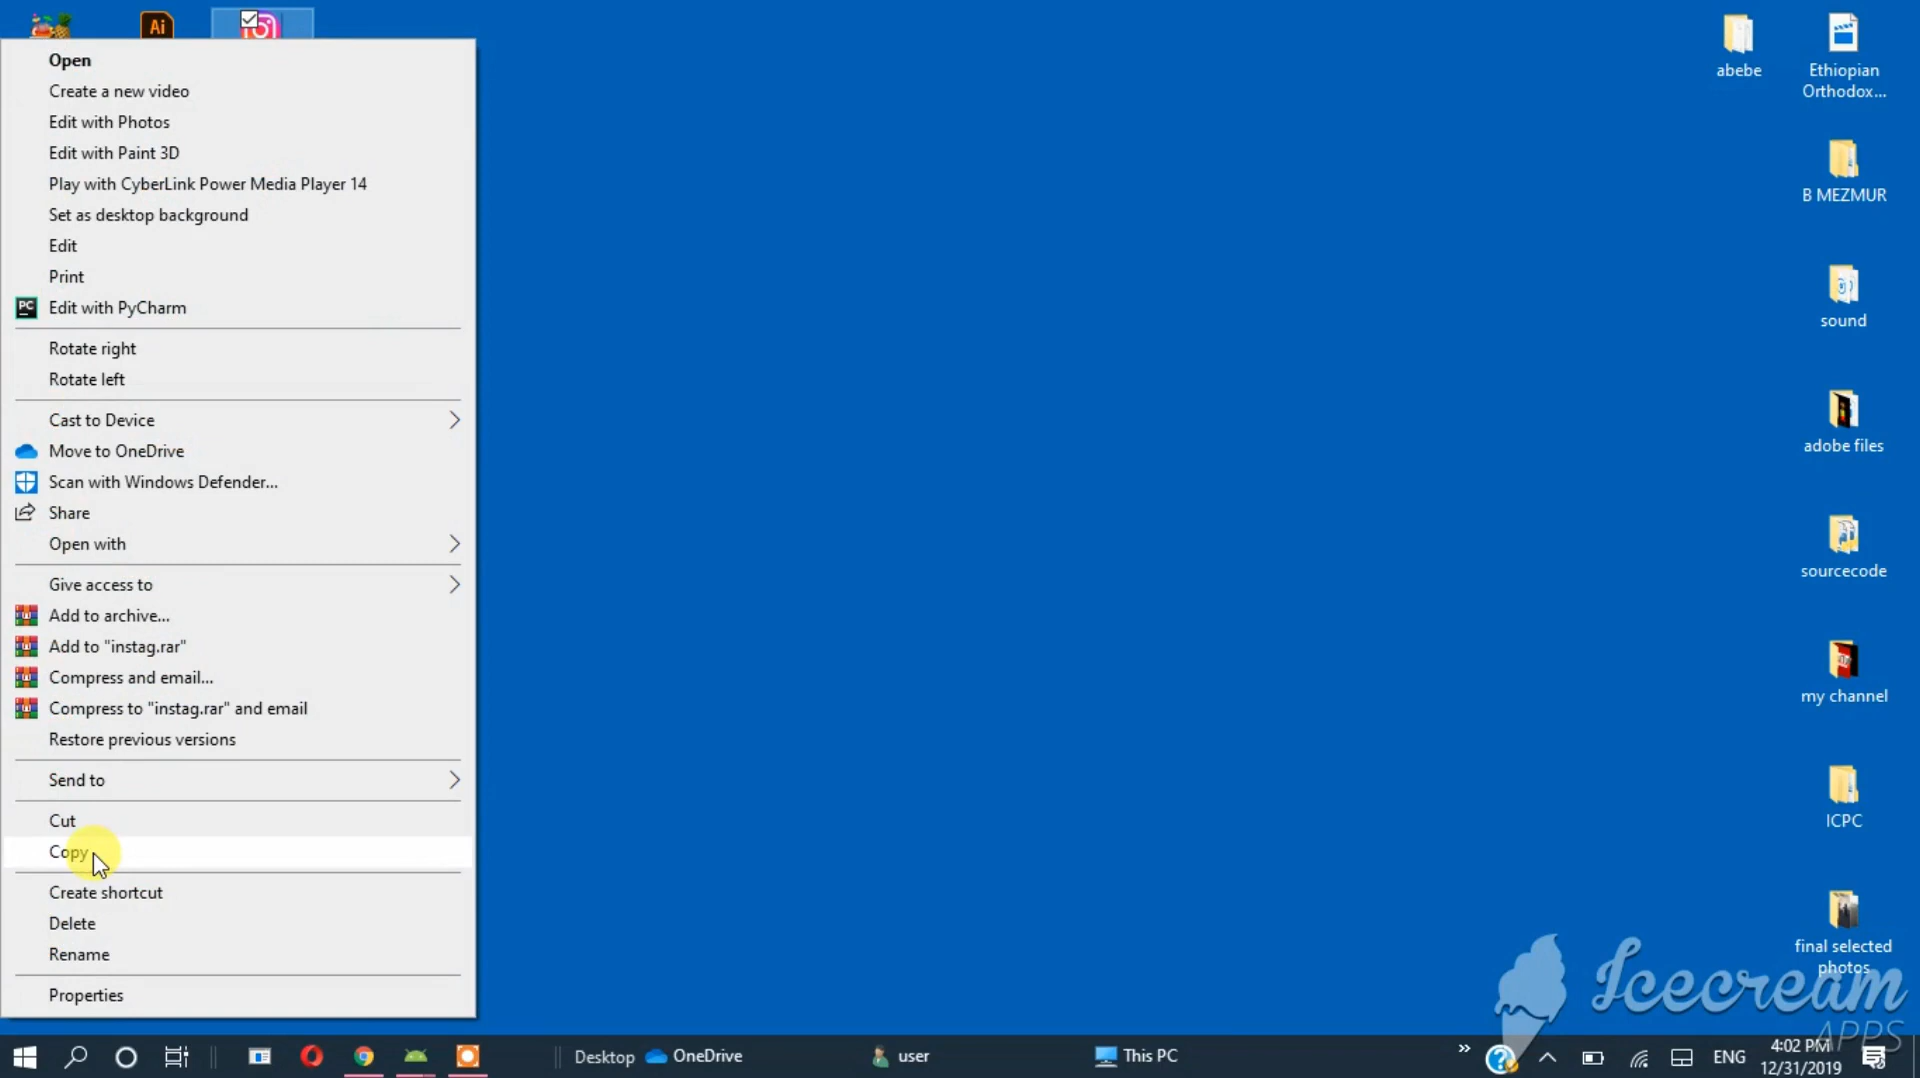 Ai
Open
Create a new video
Edit with Photos
Edit with Paint 3D
Play with CyberLink Power Media Player 14
Set as desktop background
Edit
Print
PC Edit with PyCharm
Rotate right
Rotate left
Cast to Device
Move to OneDrive
Scan with Windows Defender...
Share
Open with
Give access to
Add to archive...
Add to "instag.rar"
Compress and email...
Compress to "instag.rar" and email
Restore previous versions
Send to
Cut
Copy
Create shortcut
Delete
Rename
Properties
abebe
Ethiopian
Orthodox...
B MEZMUR
sound
adobe files
sourcecode
my channel
ICPC
final selected
photos
Icecream
APPS
Desktop
OneDrive
user
This PC
ENG
4:02 PM
12/31/2019